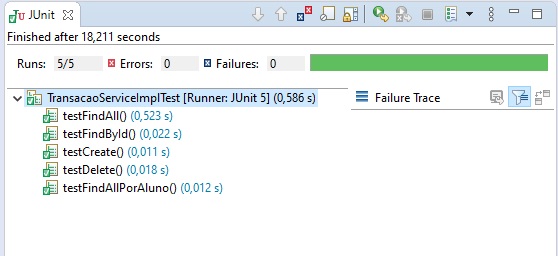 JUnit
Finished after 18,211 seconds
Runs: 5/5 Errors: 0 Failures: 0
TransacaoServiceImplTest [Runner: JUnit 5] (0,586 s)
Failure Trace
testFindAll() (0,523 s)
testFindById() (0,022 s)
testCreate() (0,011 s)
testDelete() (0,018 s)
testFindAllPorAluno() (0,012 s)